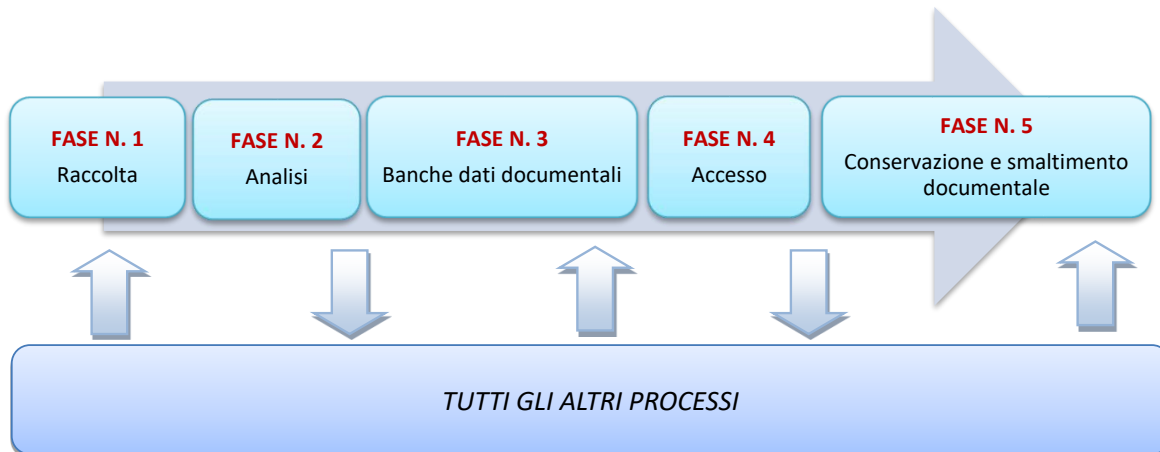 FASE N. 1
Raccolta
FASE N. 2
Analisi
FASE N. 3
Banche dati documentali
FASE N. 4
Accesso
FASE N. 5
Conservazione e smaltimento
documentale
TUTTI GLI ALTRI PROCESSI